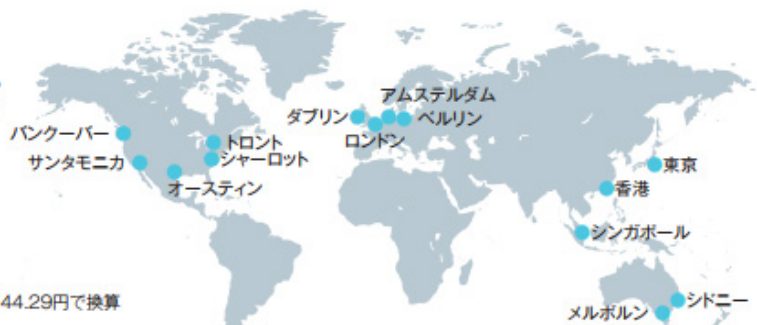 アムステルダム
ダブリン
ベルリン
ロンドン
バンクーバー
トロント
サンタモニカ
シャーロット
オースティン
東京
香港
シンガポール
シドニー
メルボルン
44.29円で換算